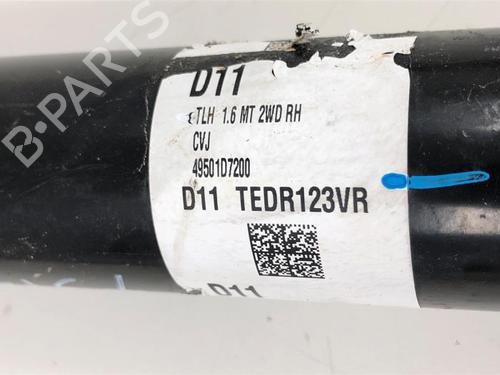 D11
TLH 1.6 MT 2WD RH
CVJ
49501D7200
D11 TEDR123VR
D11
B-PARTS